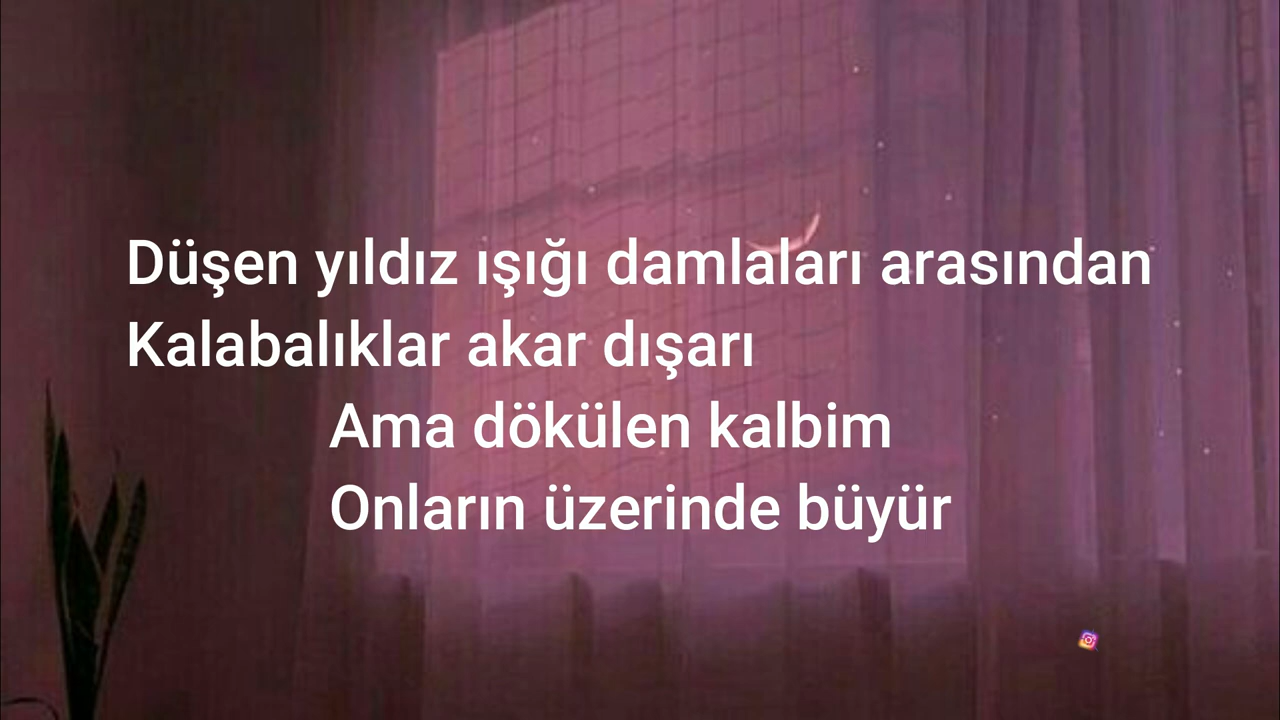 Düşen yıldız ışığı damlaları arasından
Kalabalıklar akar dışarı
Ama dökülen kalbim
Onların üzerinde büyür